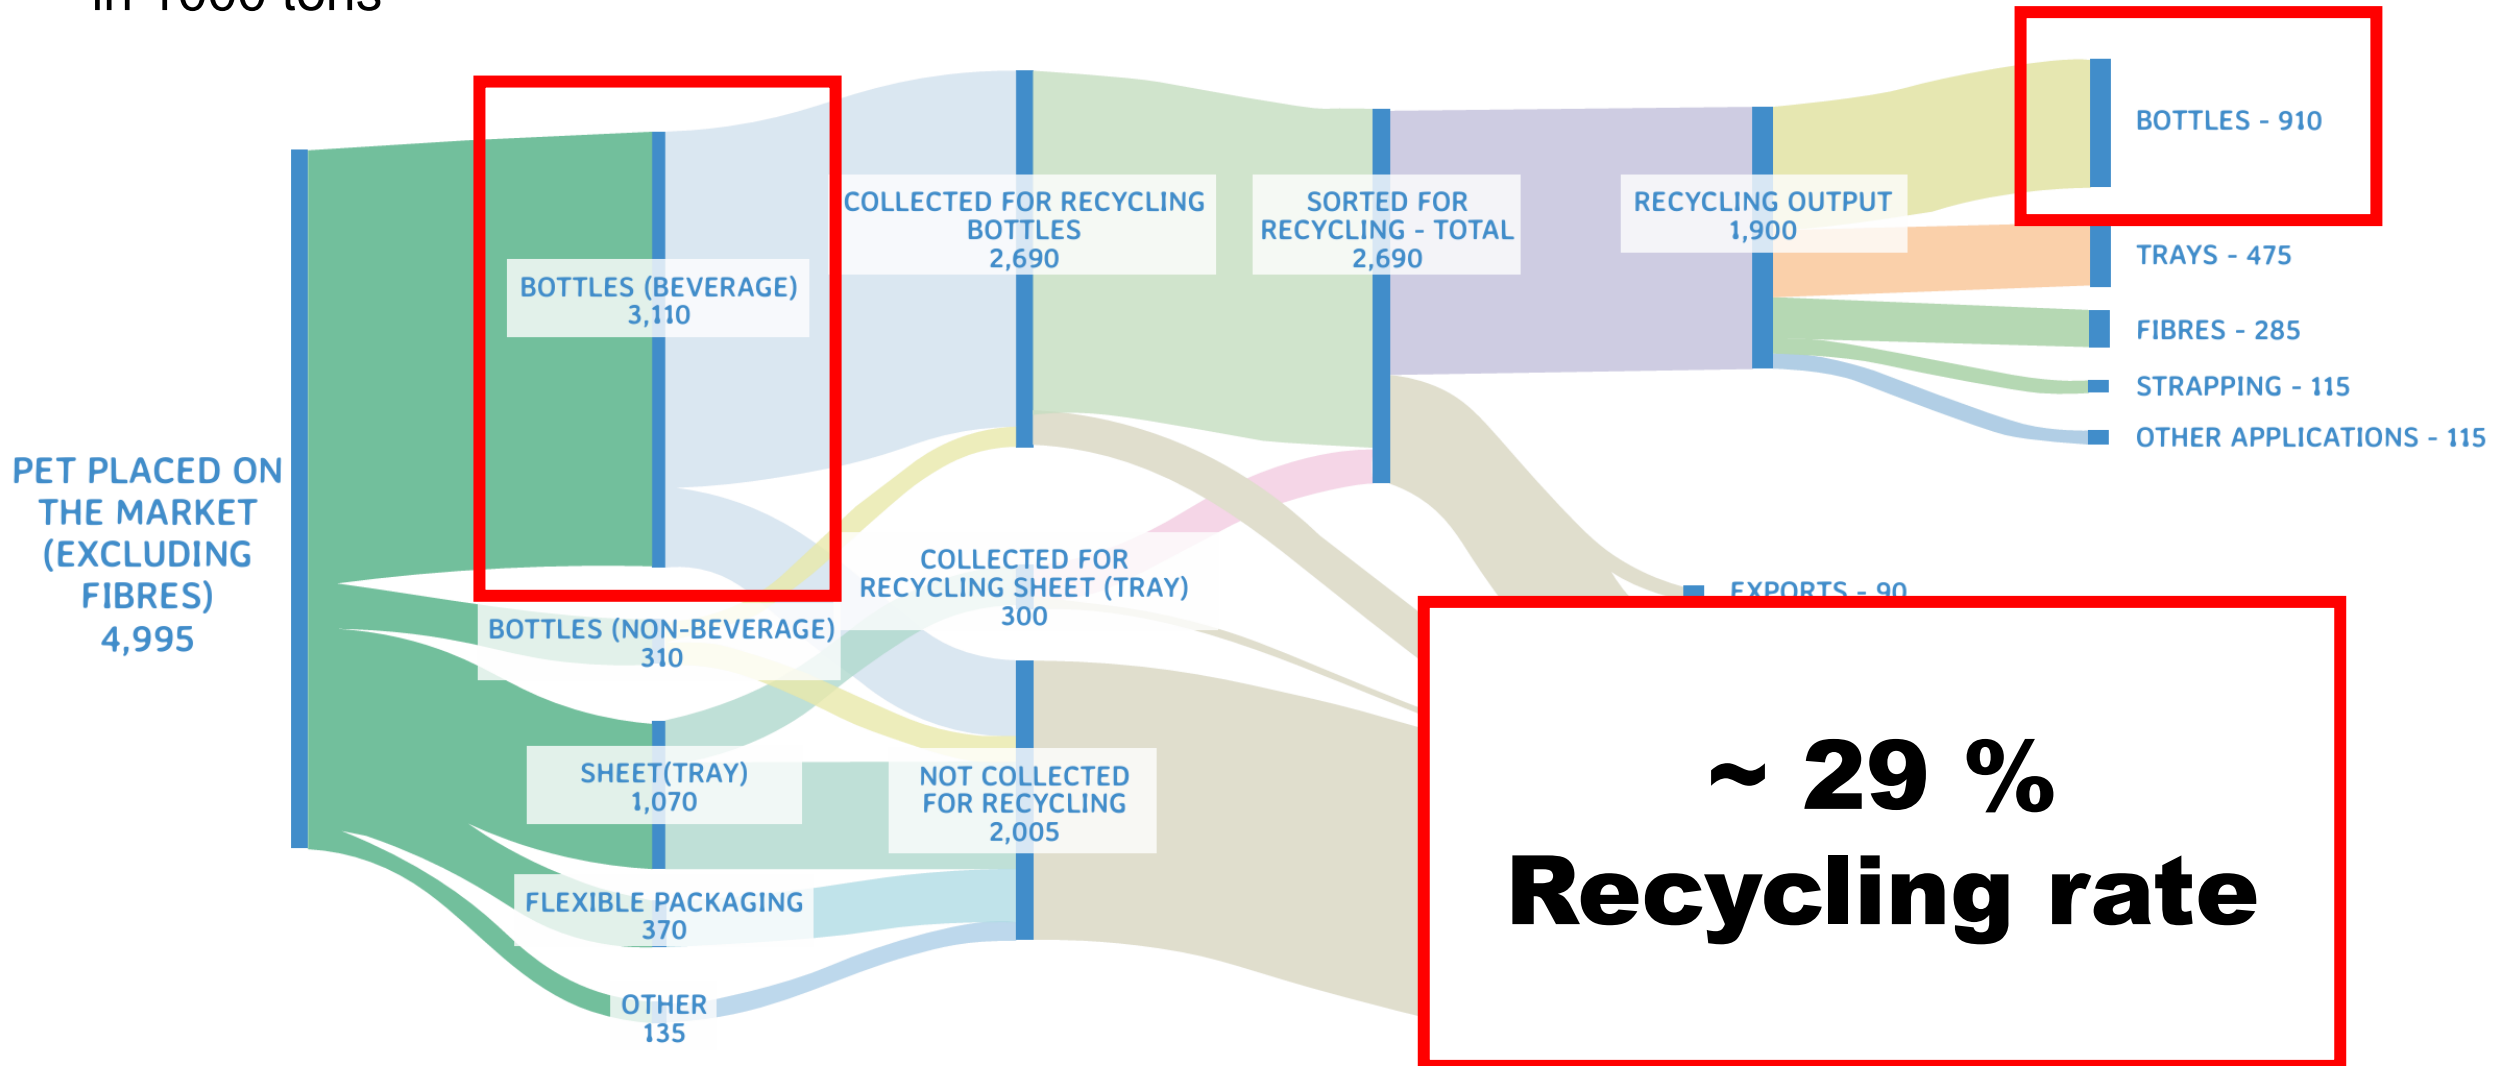 in 1000 tons
PET PLACED ON
THE MARKET
(EXCLUDING
FIBRES)
4,995
BOTTLES (BEVERAGE)
3,110
BOTTLES (NON-BEVERAGE)
310
SHEET(TRAY)
1,070
FLEXIBLE PACKAGING
370
OTHER
135
COLLECTED FOR RECYCLING
BOTTLES
2,690
COLLECTED FOR
RECYCLING SHEET (TRAY)
300
NOT COLLECTED
FOR RECYCLING
2,005
SORTED FOR
RECYCLING - TOTAL
2,690
RECYCLING OUTPUT
1,900
BOTTLES - 910
TRAYS - 475
FIBRES - 285
STRAPPING - 115
OTHER APPLICATIONS - 115
EXPORTS - 90
~ 29 %
Recycling rate